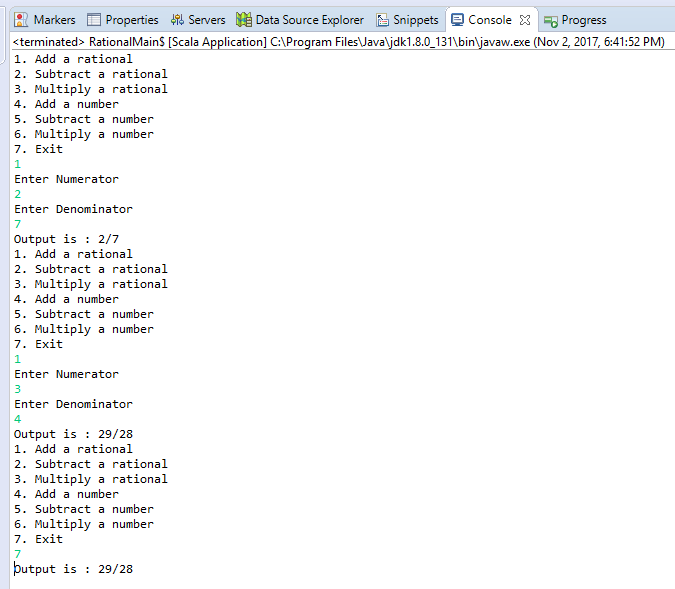 Markers Properties Servers Data Source Explorer Snippets Console Progress
<terminated> RationalMain$ [Scala Application] C:\Program Files\Java\jdk1.8.0_131\bin\javaw.exe (Nov 2, 2017, 6:41:52 PM)
1. Add a rational
2. Subtract a rational
3. Multiply a rational
4. Add a number
5. Subtract a number
6. Multiply a number
7. Exit
1
Enter Numerator
2
Enter Denominator
7
Output is : 2/7
1. Add a rational
2. Subtract a rational
3. Multiply a rational
4. Add a number
5. Subtract a number
6. Multiply a number
7. Exit
1
Enter Numerator
3
Enter Denominator
4
Output is : 29/28
1. Add a rational
2. Subtract a rational
3. Multiply a rational
4. Add a number
5. Subtract a number
6. Multiply a number
7. Exit
7
Output is : 29/28